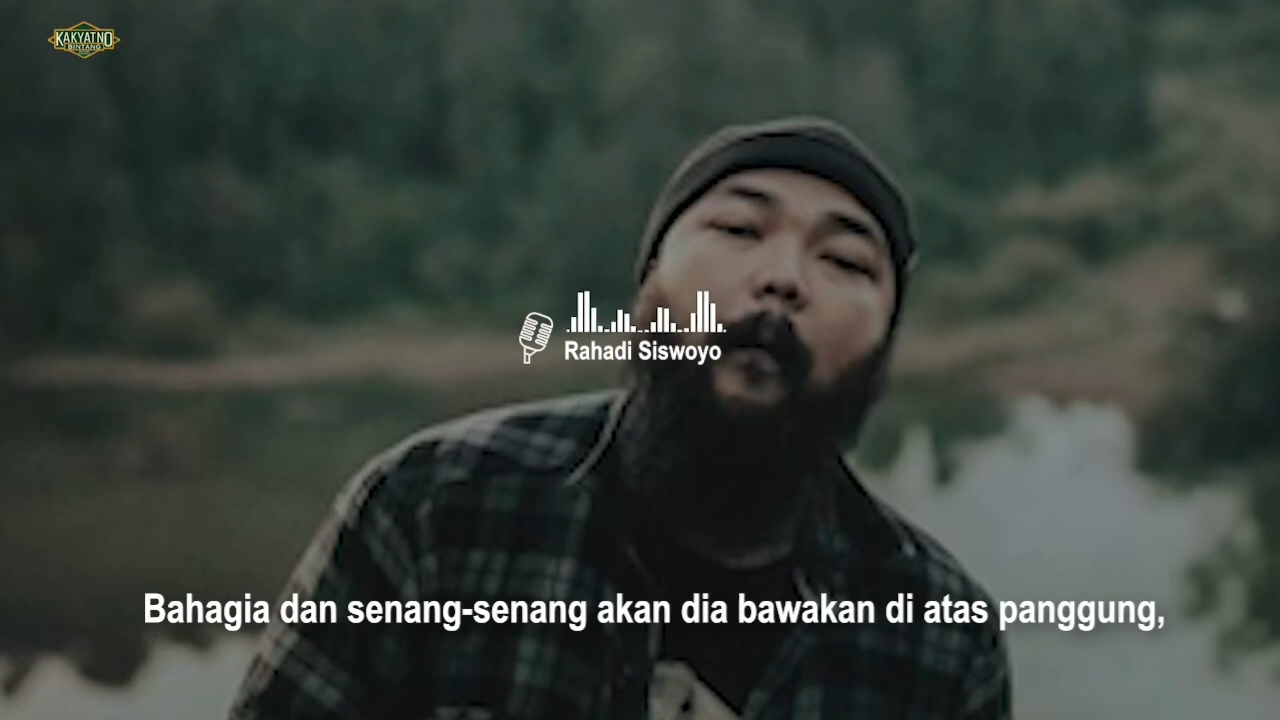 KAKYATNO
BINTANG
Rahadi Siswoyo
Bahagia dan senang-senang akan dia bawakan di atas panggung,